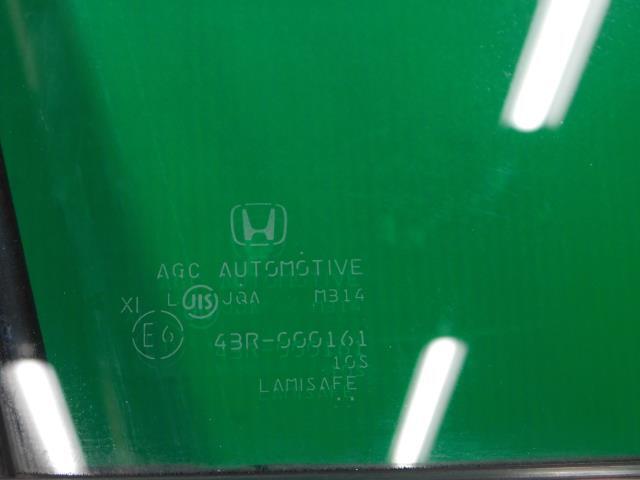 AGC AUTOMOTIVE
XI L JIS JQA M314
E6 43R-000161
10S
LAMISAFE